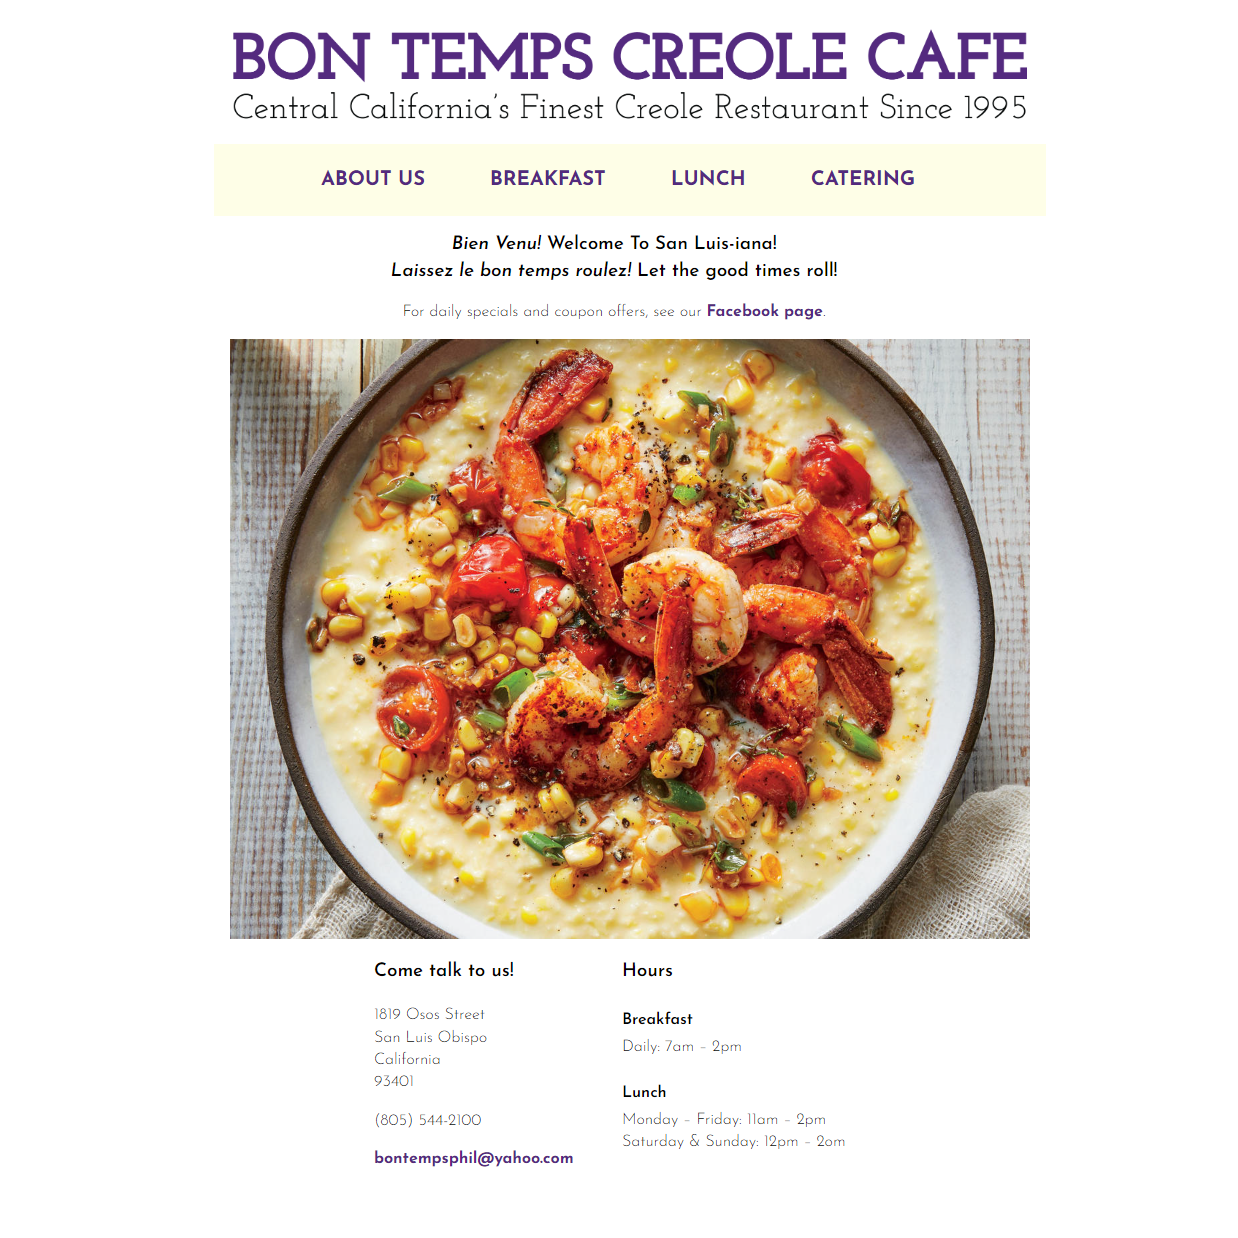 BON TEMPS CREOLE CAFE
Central California's Finest Creole Restaurant Since 1995
ABOUT US BREAKFAST LUNCH CATERING
Bien Venu! Welcome To San Luis-iana!
Laissez le bon temps roulez! Let the good times roll!
For daily specials and coupon offers, see our Facebook page.
Come talk to us!
1819 Osos Street
San Luis Obispo
California
93401
(805) 544-2100
bontempsphil@yahoo.com
Hours
Breakfast
Daily: 7am – 2pm
Lunch
Monday – Friday: 11am – 2pm
Saturday & Sunday: 12pm – 2om